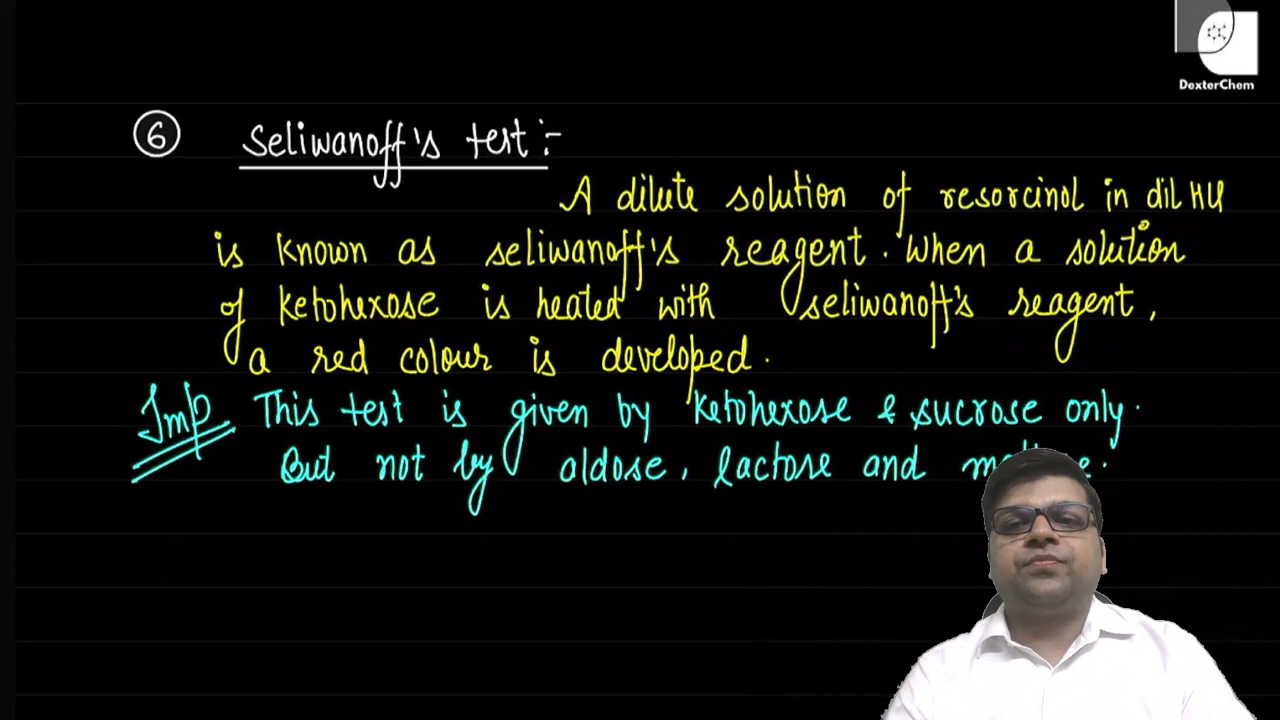 DexterChem
6 Seliwanoff's test :-
A dilute solution of resorcinol in dil HCl
is known as seliwanoff's reagent. When a solution
of ketohexose is heated with seliwanoff's reagent,
a red colour is developed.
Imp This test is given by ketohexose & sucrose only.
But not by aldose, lactose and